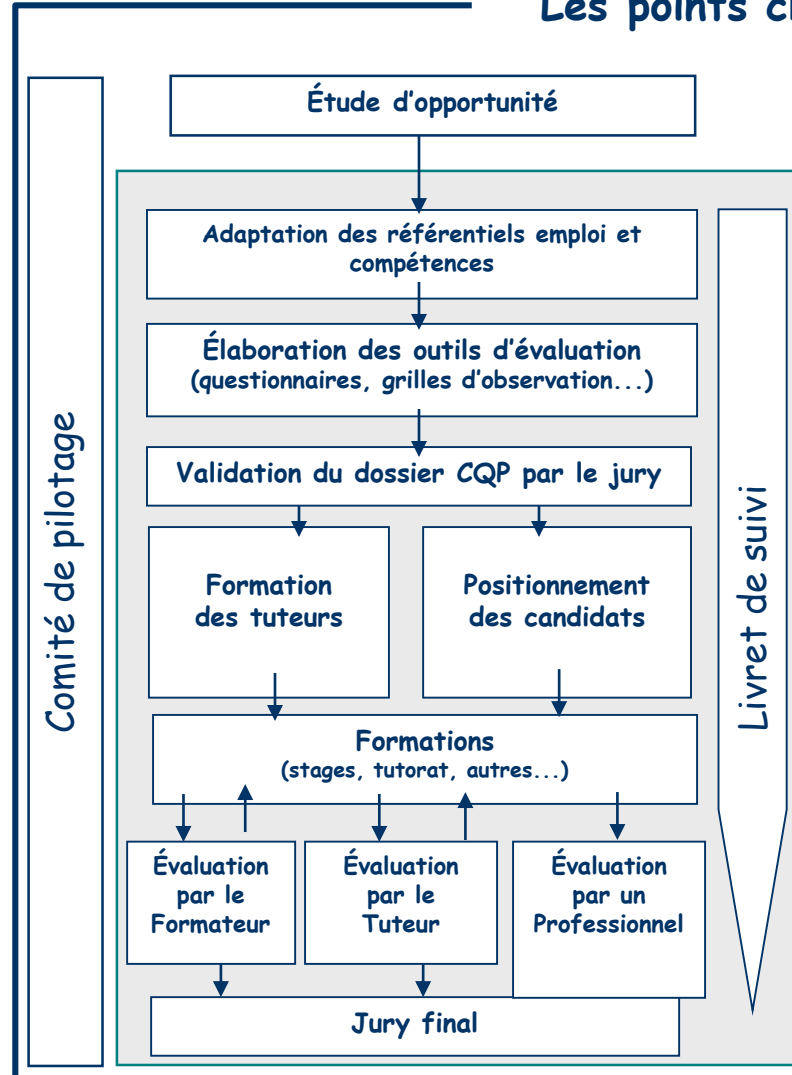 Les points
Étude d'opportunité
Adaptation des référentiels emploi et
compétences
Élaboration des outils d'évaluation
(questionnaires, grilles d'observation...)
Validation du dossier CQP par le jury
Formation
des tuteurs
Positionnement
des candidats
Formations
(stages, tutorat, autres...)
Évaluation
par le
Formateur
Évaluation
par le
Tuteur
Évaluation
par un
Professionnel
Jury final
Comité de pilotage
Livret de suivi